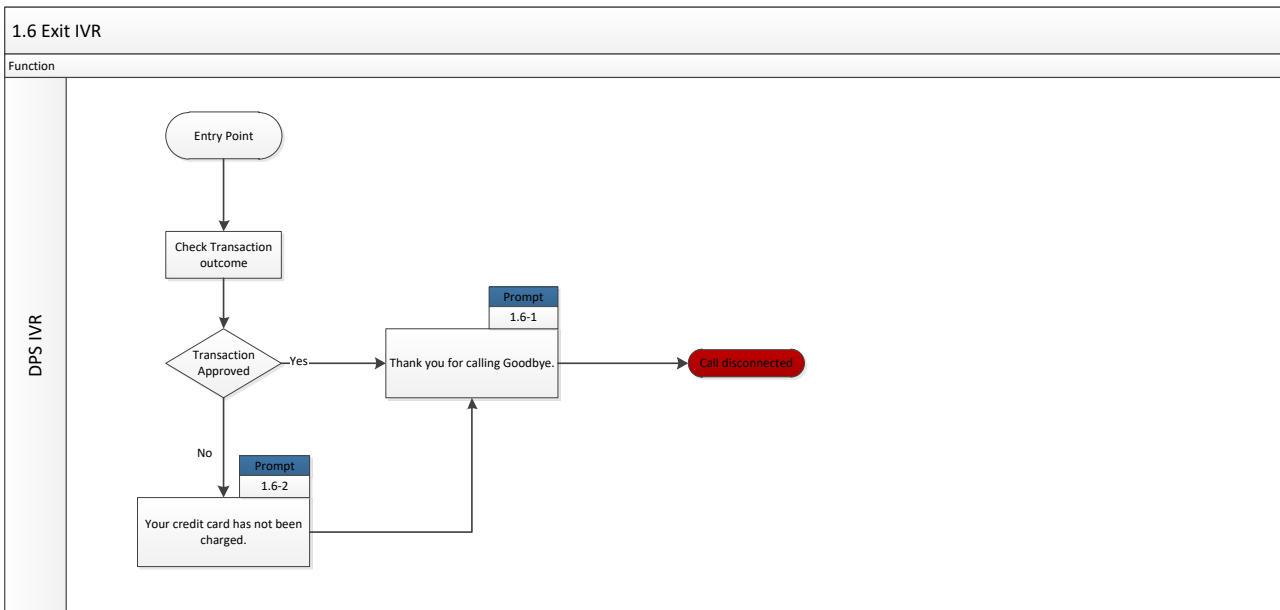 1.6 Exit IVR
Function
DPS IVR
Entry Point
Check Transaction
outcome
Transaction
Approved
Yes
Prompt
1.6-1
Thank you for calling Goodbye.
Call disconnected
No
Prompt
1.6-2
Your credit card has not been
charged.